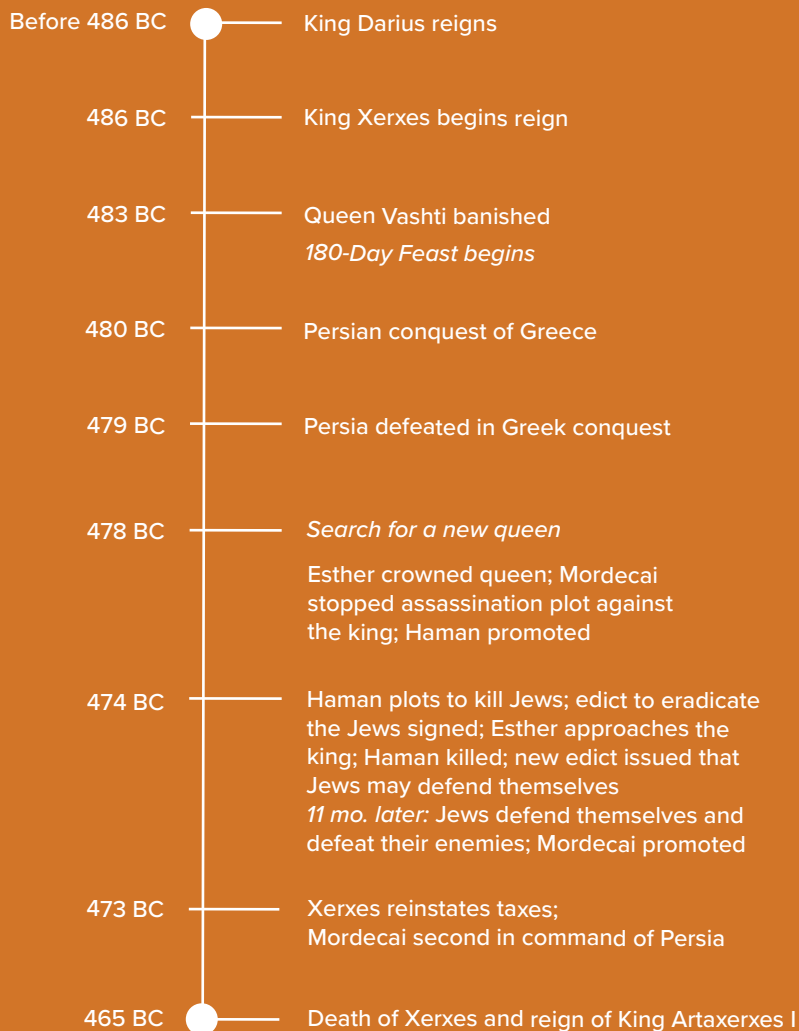 Before 486 BC King Darius reigns
486 BC King Xerxes begins reign
483 BC Queen Vashti banished
180-Day Feast begins
480 BC Persian conquest of Greece
479 BC Persia defeated in Greek conquest
478 BC Search for a new queen
Esther crowned queen; Mordecai
stopped assassination plot against
the king; Haman promoted
474 BC Haman plots to kill Jews; edict to eradicate
the Jews signed; Esther approaches the
king; Haman killed; new edict issued that
Jews may defend themselves
11 mo. later: Jews defend themselves and
defeat their enemies; Mordecai promoted
473 BC Xerxes reinstates taxes;
Mordecai second in command of Persia
465 BC Death of Xerxes and reign of King Artaxerxes I